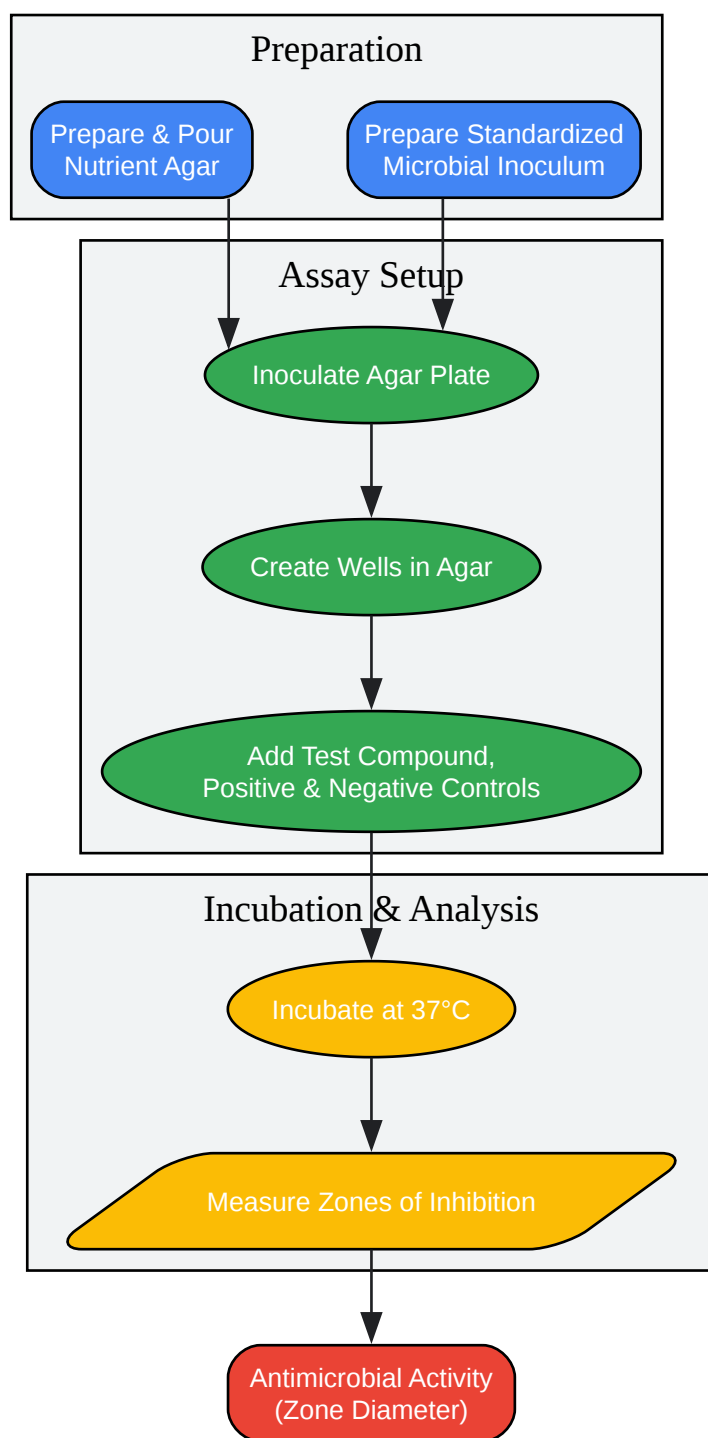 Preparation
Prepare & Pour
Nutrient Agar
Prepare Standardized
Microbial Inoculum
Assay Setup
Inoculate Agar Plate
Create Wells in Agar
Add Test Compound,
Positive & Negative Controls
Incubation & Analysis
Incubate at 37°C
Measure Zones of Inhibition
Antimicrobial Activity
(Zone Diameter)